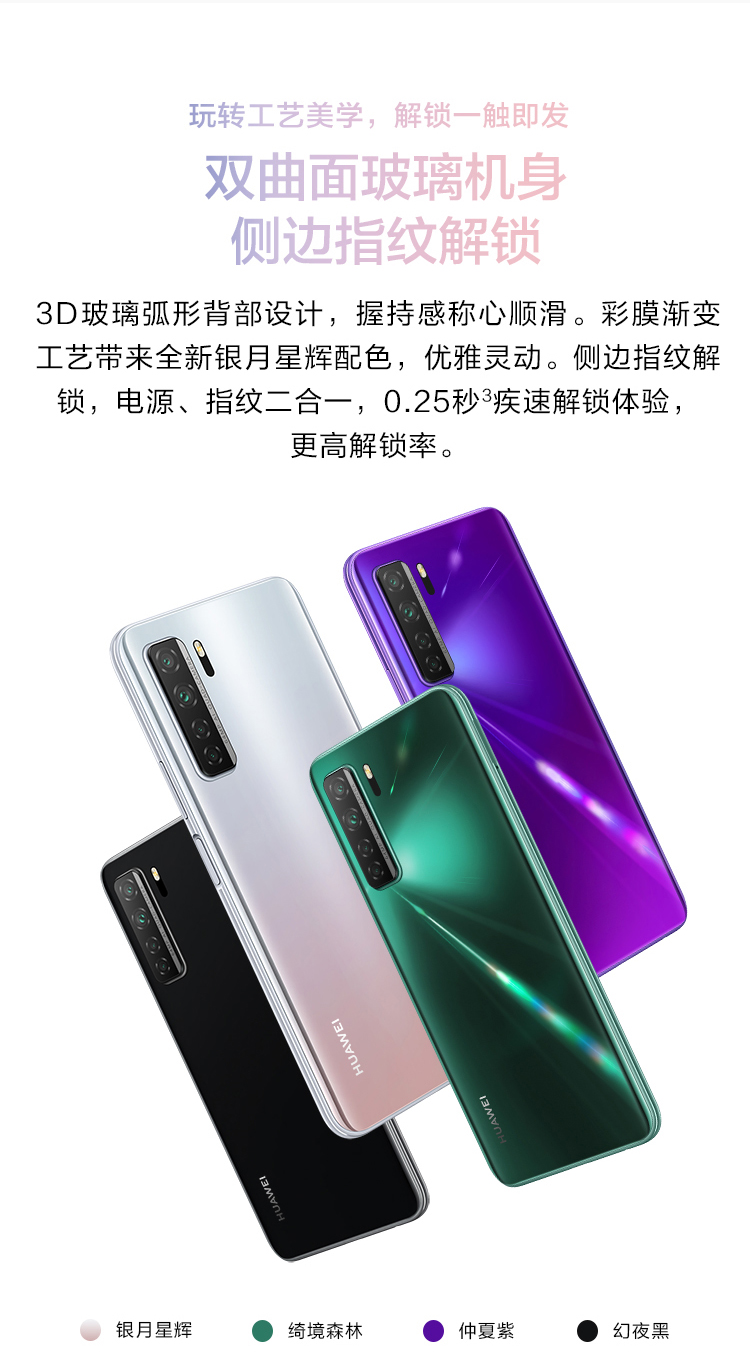 玩转工艺美学，解锁一触即发
双曲面玻璃机身
侧边指纹解锁
3D玻璃弧形背部设计，握持感称心顺滑。彩膜渐变
工艺带来全新银月星辉配色，优雅灵动。侧边指纹解
锁，电源、指纹二合一，0.25秒³疾速解锁体验，
更高解锁率。
HUAWEI
HUAWEI
HUAWEI
银月星辉
绮境森林
仲夏紫
幻夜黑